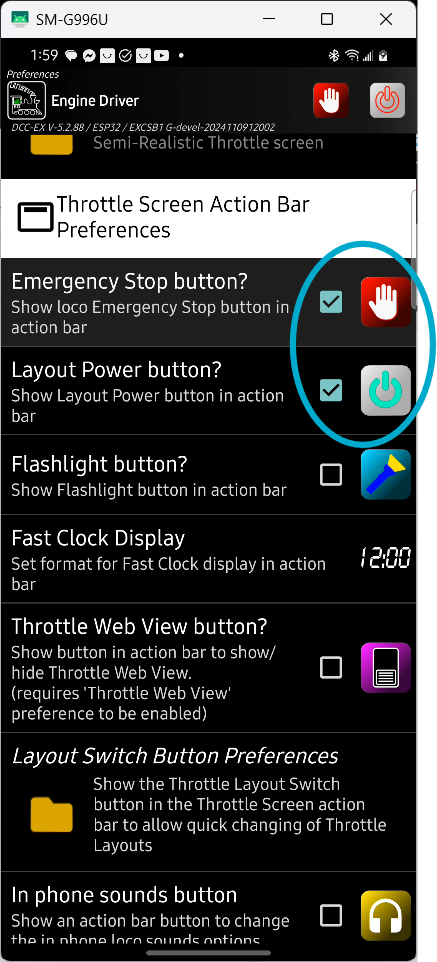 SM-G996U
1:59
Preferences
Engine Driver
DCC-EX V-5.2.88 / ESP32 / EXCSB1 G-devel-2024110912002
Semi-Realistic Throttle screen
Throttle Screen Action Bar
Preferences
Emergency Stop button?
Show loco Emergency Stop button in
action bar
Layout Power button?
Show Layout Power button in action
bar
Flashlight button?
Show Flashlight button in action bar
Fast Clock Display
Set format for Fast Clock display in action
bar
12:00
Throttle Web View button?
Show button in action bar to show/
hide Throttle Web View.
(requires 'Throttle Web View'
preference to be enabled)
Layout Switch Button Preferences
Show the Throttle Layout Switch
button in the Throttle Screen action
bar to allow quick changing of Throttle
Layouts
In phone sounds button
Show an action bar button to change
the in phone loco sounds options